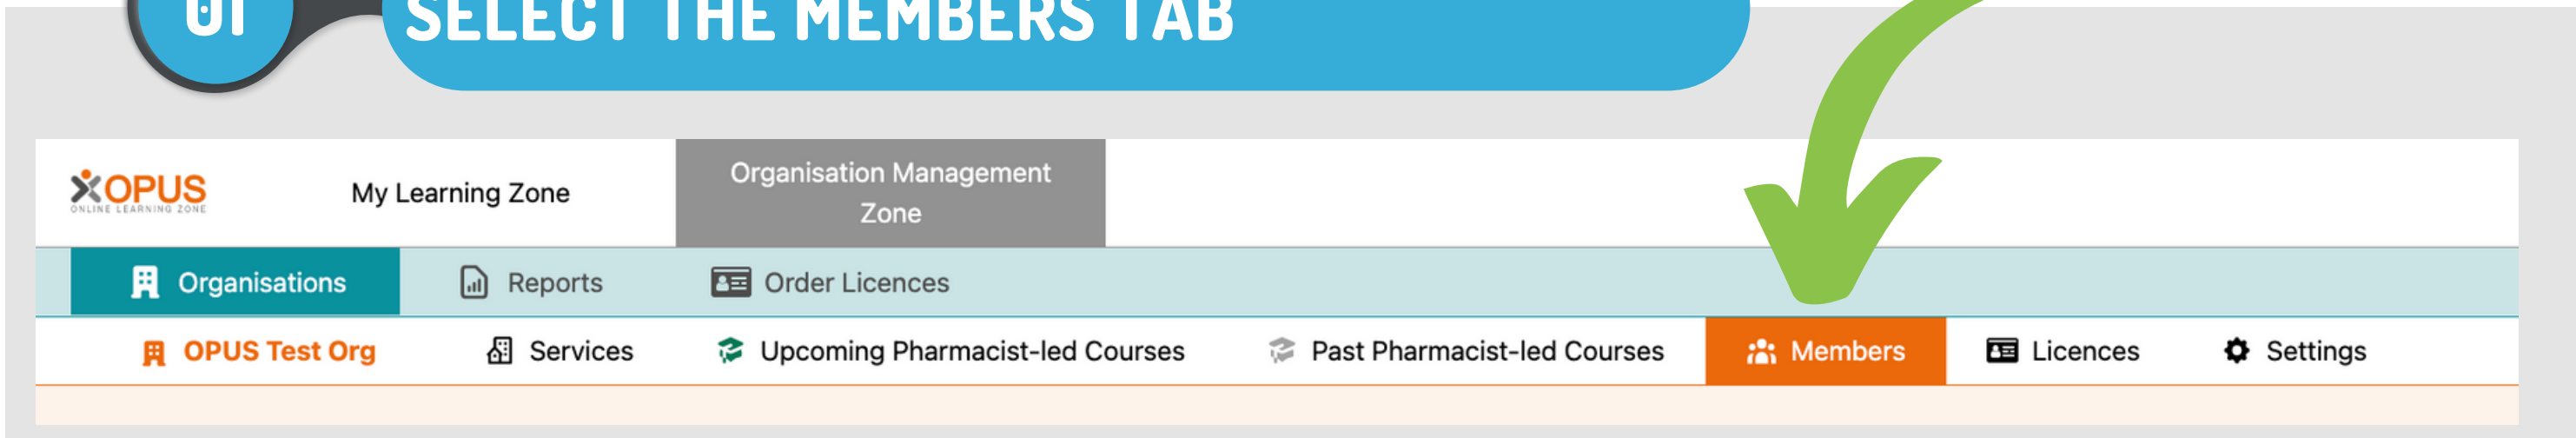 01
SELECT THE MEMBERS TAB
OPUS
ONLINE LEARNING ZONE
My Learning Zone
Organisation Management
Zone
Organisations
Reports
Order Licences
OPUS Test Org
Services
Upcoming Pharmacist-led Courses
Past Pharmacist-led Courses
Members
Licences
Settings